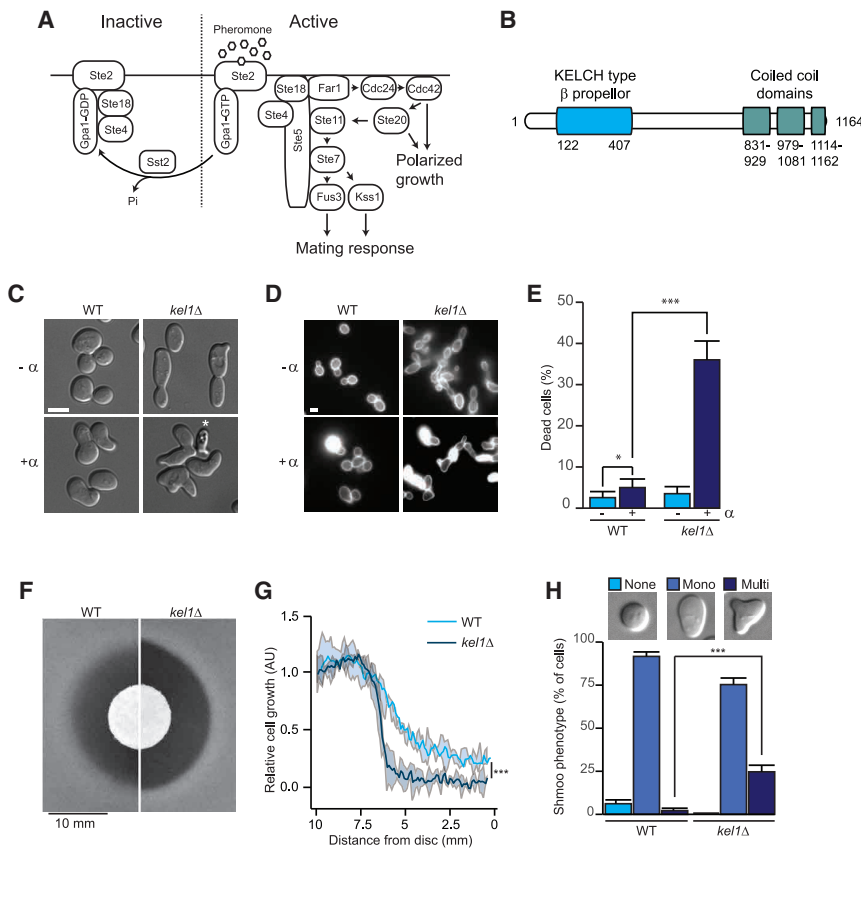 A
Inactive
Active
Pheromone
Ste2
Ste2
Gpa1-GDP
Ste18
Ste4
Gpa1-GTP
Sst2
Pi
Ste18
Far1
Cdc24
Cdc42
Ste4
Ste5
Ste11
Ste20
Ste7
Polarized
growth
Fus3
Kss1
Mating response
B
KELCH type
β propellor
Coiled coil
domains
1
1164
122
407
831-
929
979-
1081
1114-
1162
C
WT
kel1Δ
- α
+α
*
D
WT
kel1Δ
- α
+α
E
Dead cells (%)
50
40
30
20
10
0
*
***
- + - + α
WT
kel1Δ
F
WT
kel1Δ
10 mm
G
Relative cell growth (AU)
1.5
1.0
0.5
0.0
WT
kel1Δ
***
10 7.5 5 2.5 0
Distance from disc (mm)
H
None Mono Multi
Shmoo phenotype (% of cells)
100
75
50
25
0
***
WT
kel1Δ